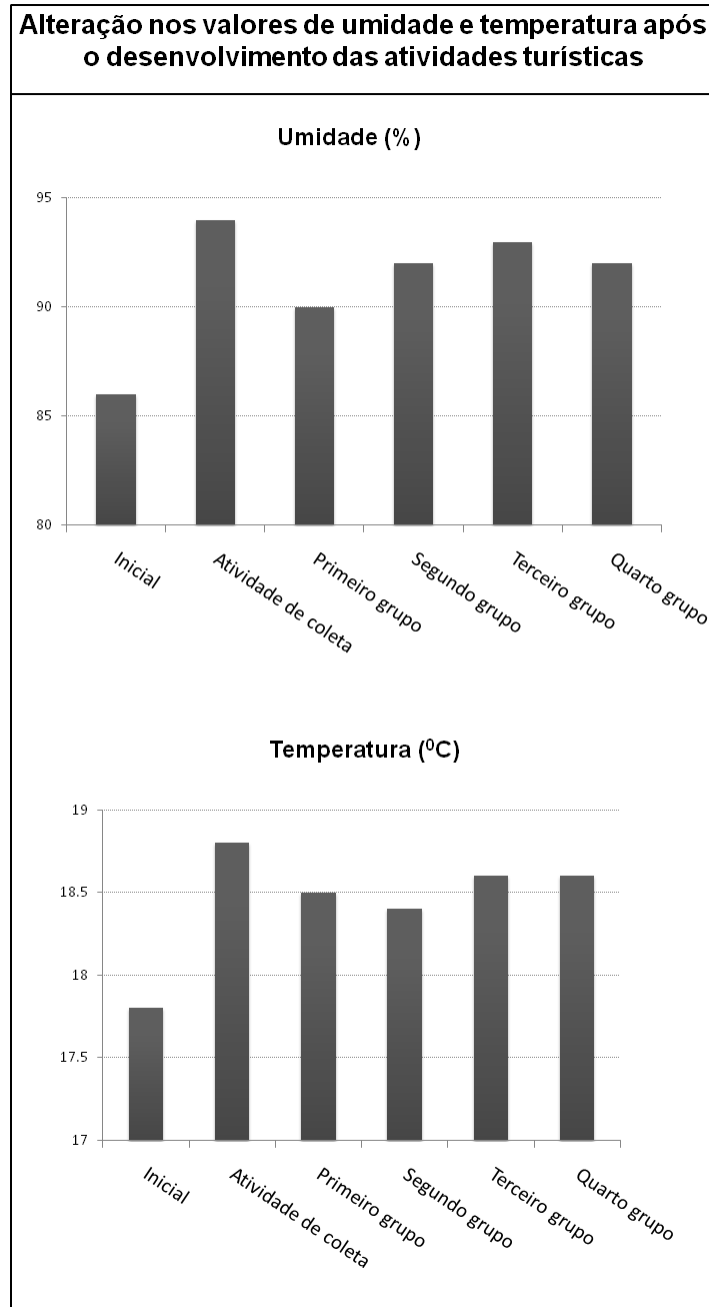 Alteração nos valores de umidade e temperatura após
o desenvolvimento das atividades turísticas
Umidade (%)
95
90
85
80
Inicial
Atividade de coleta
Primeiro grupo
Segundo grupo
Terceiro grupo
Quarto grupo
Temperatura (⁰C)
19
18.5
18
17.5
17
Inicial
Atividade de coleta
Primeiro grupo
Segundo grupo
Terceiro grupo
Quarto grupo